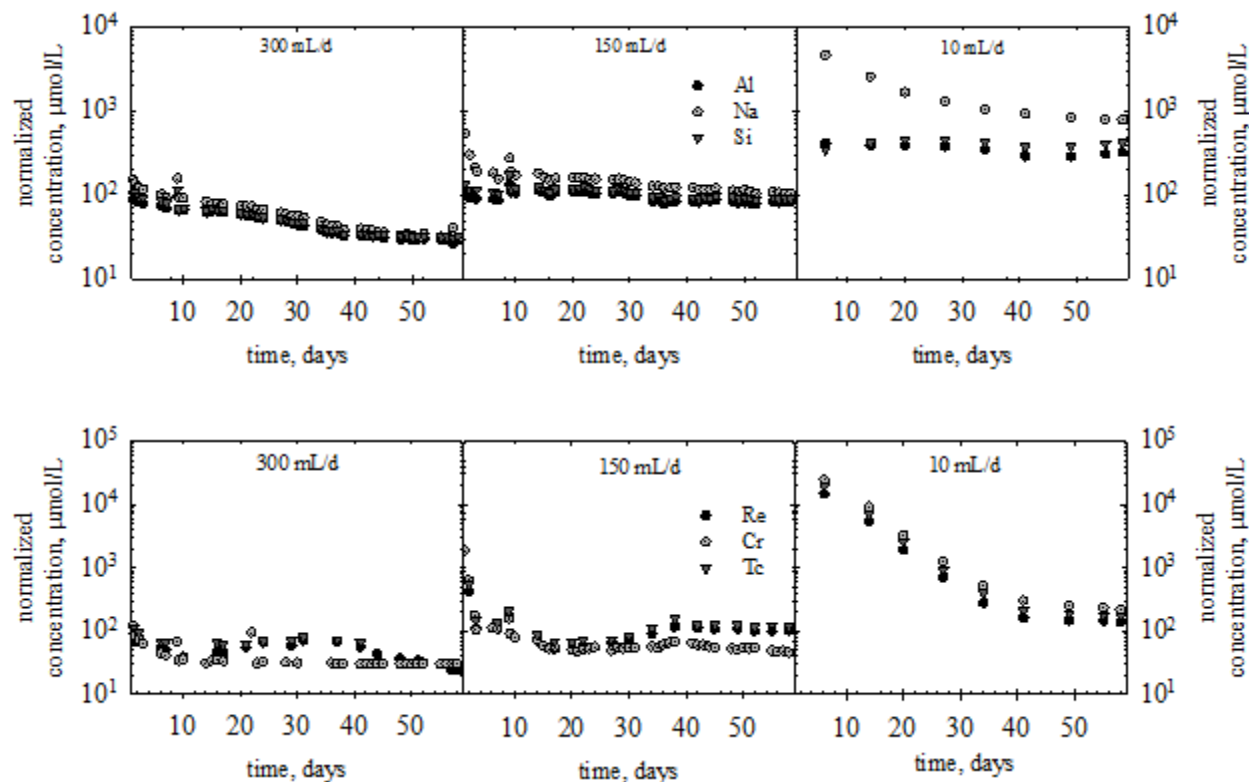 10⁴
10³
10²
10¹
normalized
concentration, μmol/L
300 mL/d
150 mL/d
Al
Na
Si
10 mL/d
10⁴
10³
10²
10¹
normalized
concentration, μmol/L
10 20 30 40 50
10 20 30 40 50
10 20 30 40 50
time, days
time, days
time, days
10⁵
10⁴
10³
10²
10¹
normalized
concentration, μmol/L
300 mL/d
150 mL/d
Re
Cr
Tc
10 mL/d
10⁵
10⁴
10³
10²
10¹
normalized
concentration, μmol/L
10 20 30 40 50
10 20 30 40 50
10 20 30 40 50
time, days
time, days
time, days